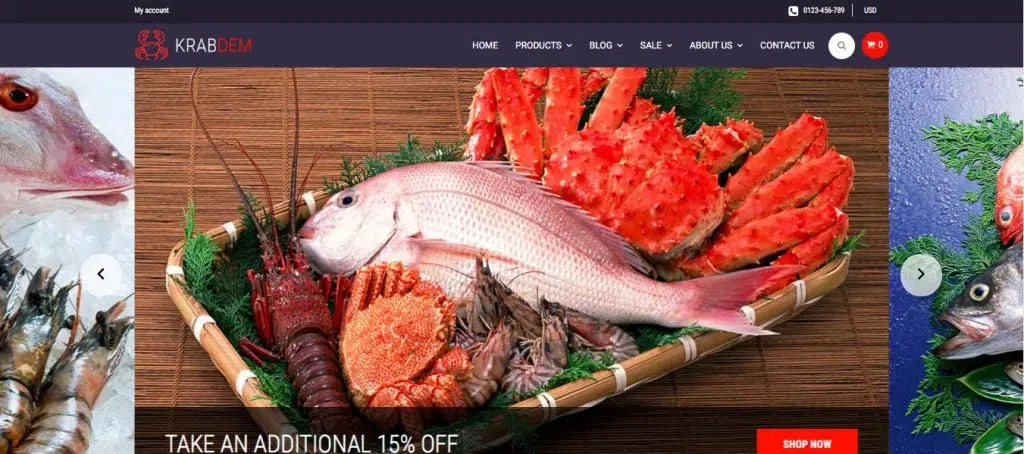 My account
0123-456-789 USD
KRABDEM HOME PRODUCTS BLOG SALE ABOUT US CONTACT US 0
TAKE AN ADDITIONAL 15% OFF
SHOP NOW